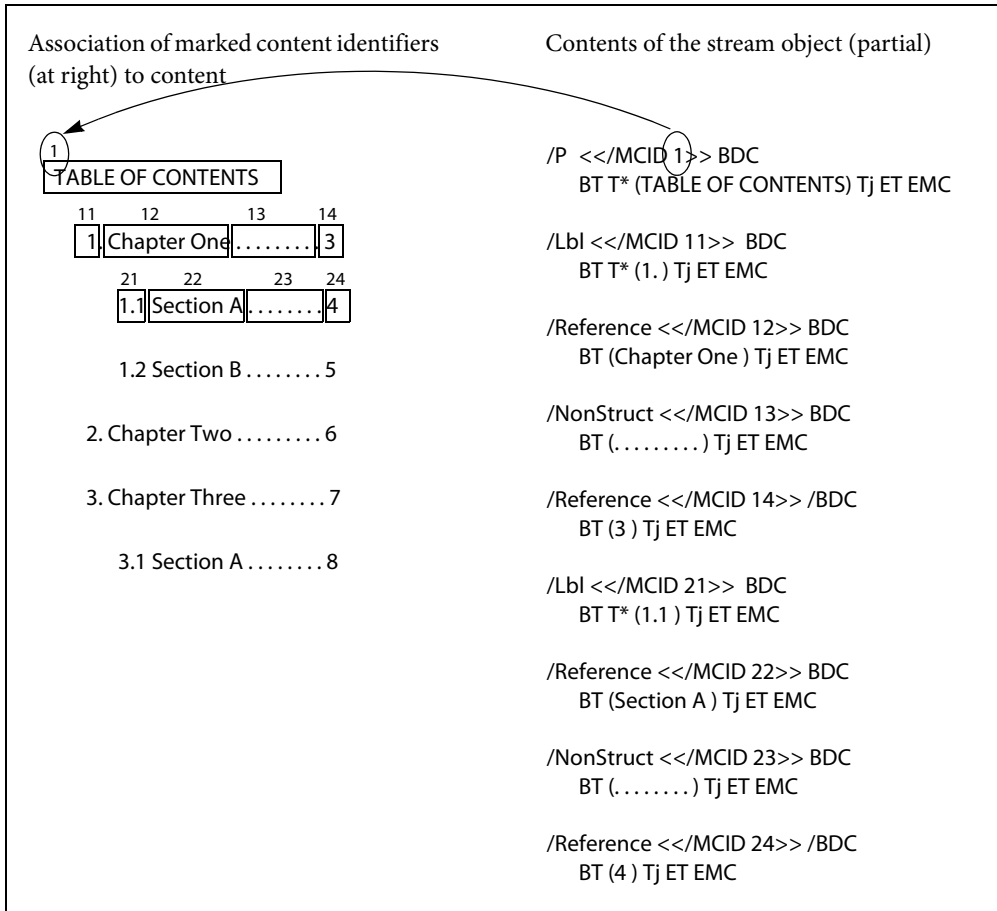 Association of marked content identifiers
(at right) to content
1
TABLE OF CONTENTS
11 12 13 14
1. Chapter One . . . . . . . . . 3
21 22 23 24
1.1 Section A . . . . . . . . 4
1.2 Section B . . . . . . . . 5
2. Chapter Two . . . . . . . . . 6
3. Chapter Three . . . . . . . . 7
3.1 Section A . . . . . . . . 8
Contents of the stream object (partial)
/P <</MCID 1>> BDC
BT T* (TABLE OF CONTENTS) Tj ET EMC
/Lbl <</MCID 11>> BDC
BT T* (1. ) Tj ET EMC
/Reference <</MCID 12>> BDC
BT (Chapter One ) Tj ET EMC
/NonStruct <</MCID 13>> BDC
BT (. . . . . . . . . ) Tj ET EMC
/Reference <</MCID 14>> /BDC
BT (3 ) Tj ET EMC
/Lbl <</MCID 21>> BDC
BT T* (1.1 ) Tj ET EMC
/Reference <</MCID 22>> BDC
BT (Section A ) Tj ET EMC
/NonStruct <</MCID 23>> BDC
BT (. . . . . . . . ) Tj ET EMC
/Reference <</MCID 24>> /BDC
BT (4 ) Tj ET EMC